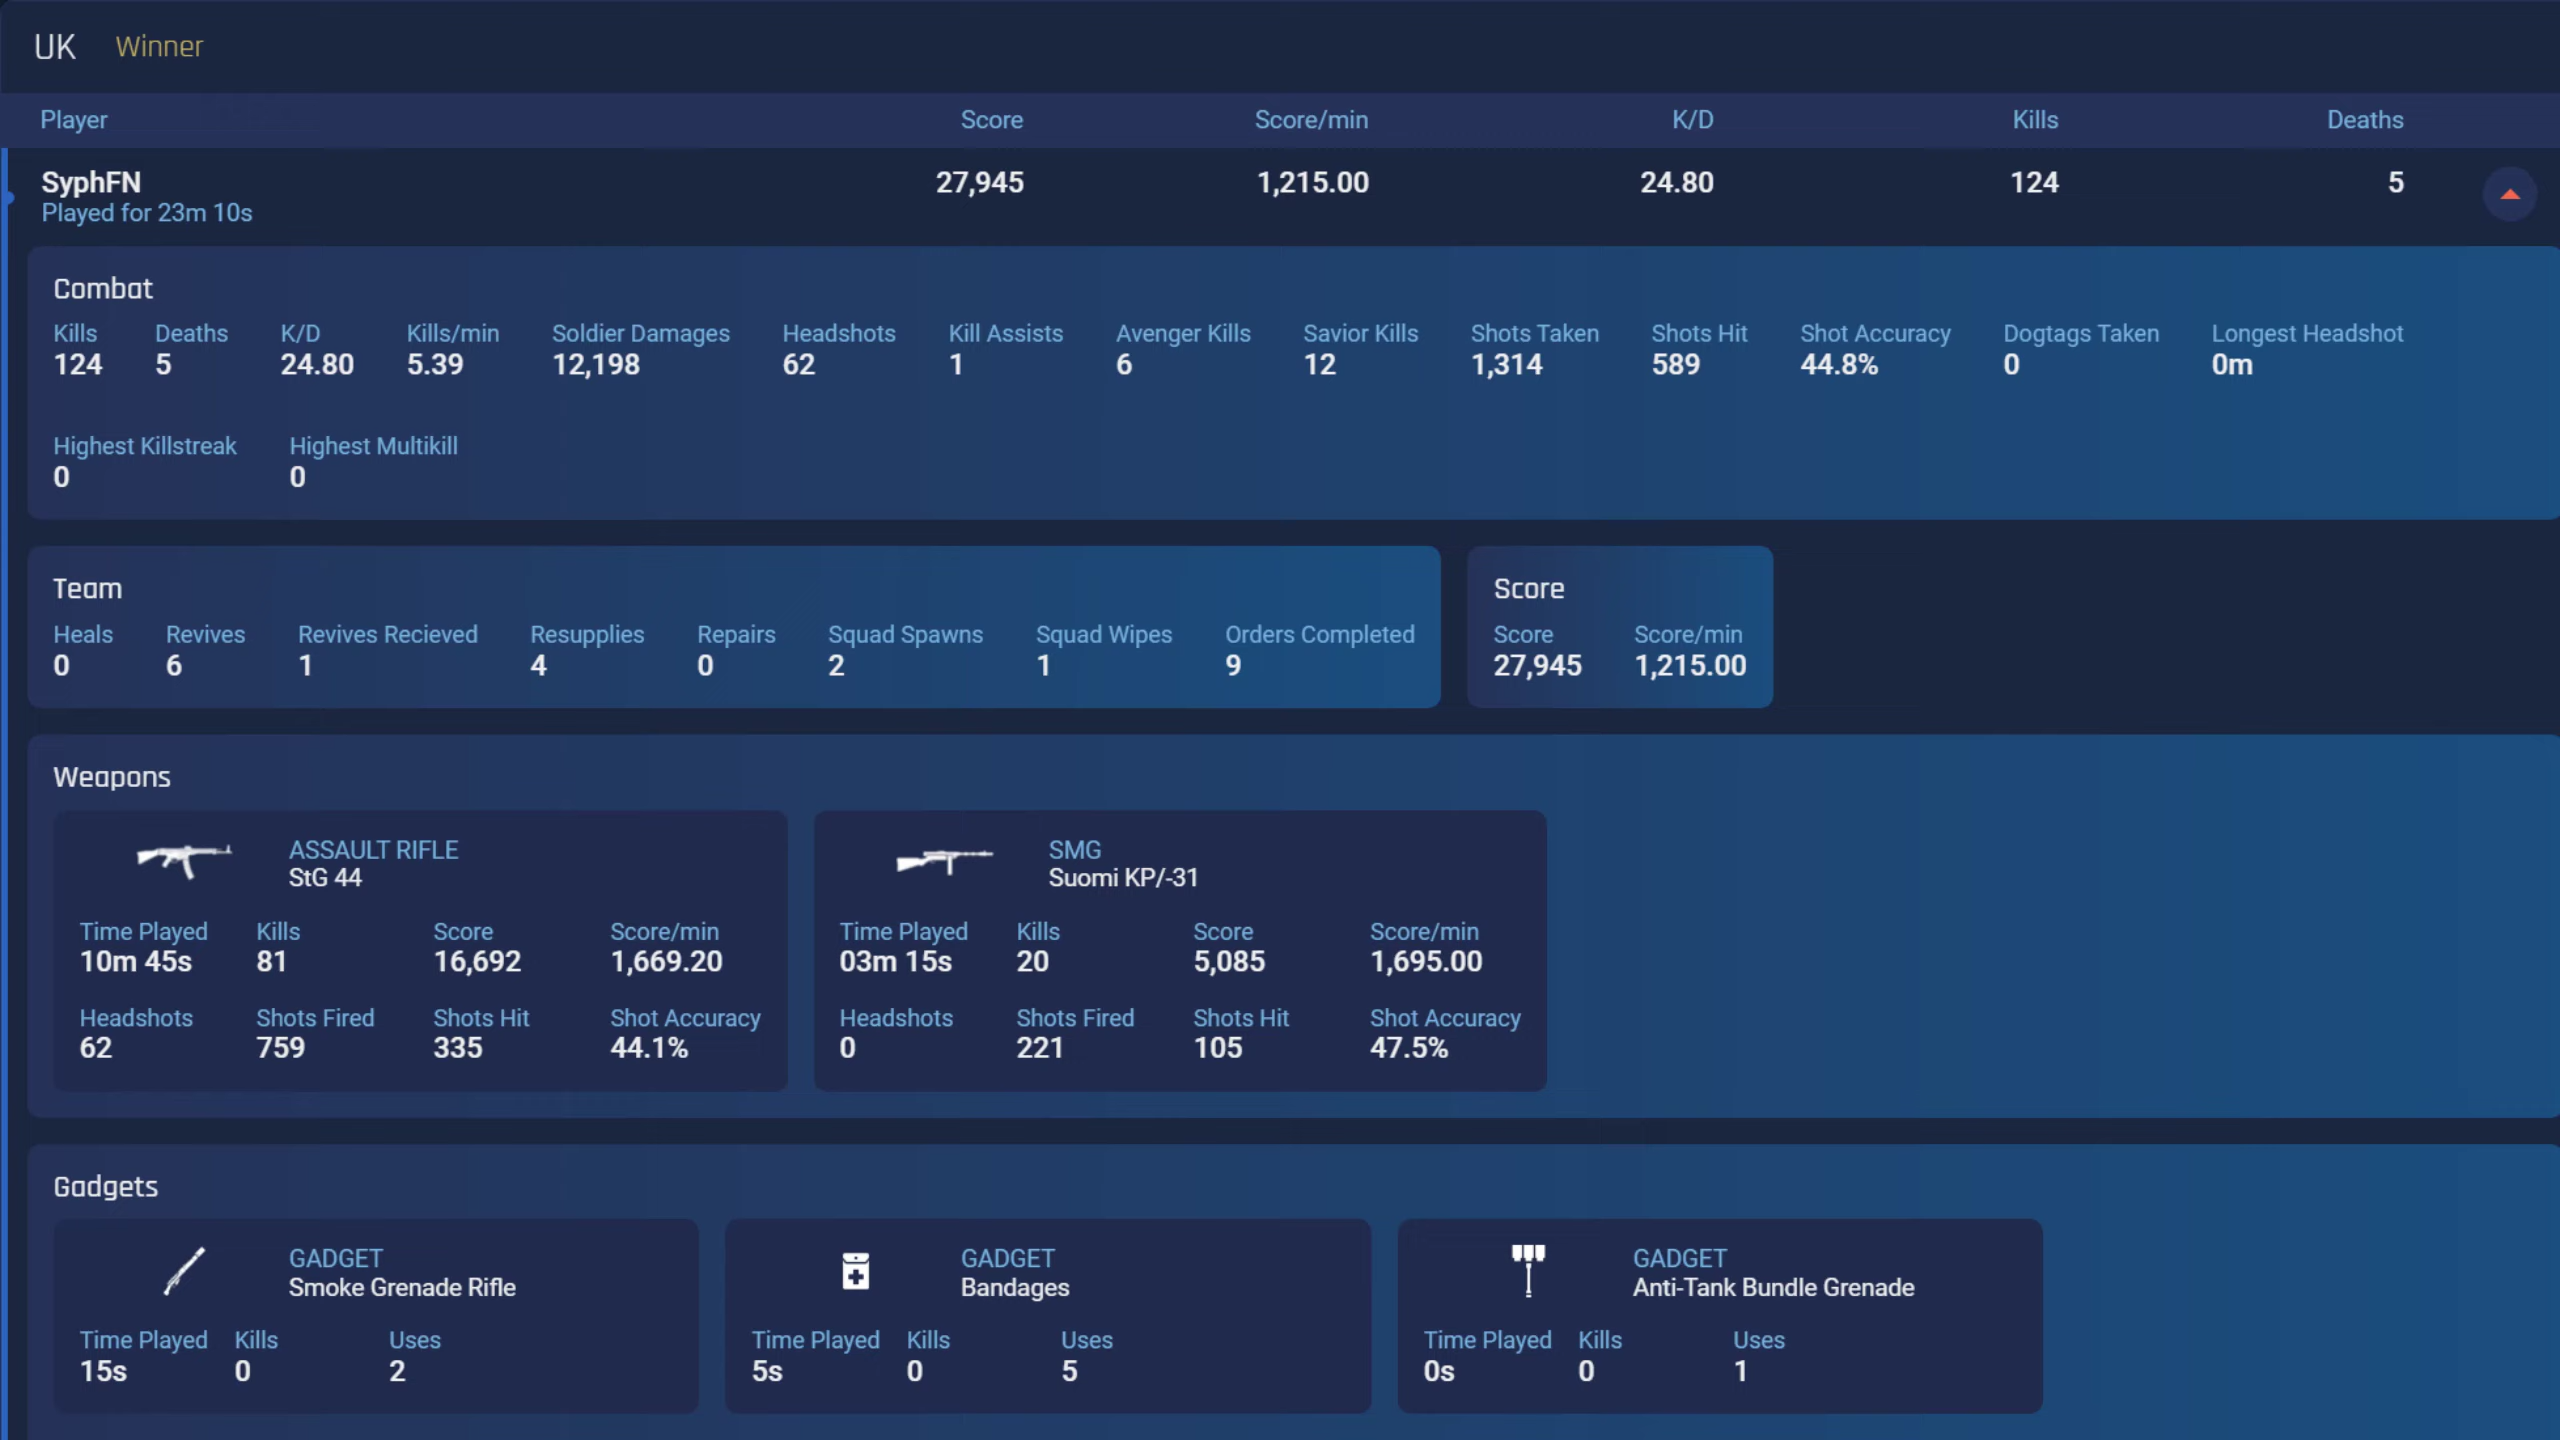 UK Winner
Player Score Score/min K/D Kills Deaths
SyphFN 27,945 1,215.00 24.80 124 5
Played for 23m 10s
Combat
Kills Deaths K/D Kills/min Soldier Damages Headshots Kill Assists Avenger Kills Savior Kills Shots Taken Shots Hit Shot Accuracy Dogtags Taken Longest Headshot
124 5 24.80 5.39 12,198 62 1 6 12 1,314 589 44.8% 0 0m
Highest Killstreak Highest Multikill
0 0
Team
Heals Revives Revives Recieved Resupplies Repairs Squad Spawns Squad Wipes Orders Completed
0 6 1 4 0 2 1 9
Score
Score Score/min
27,945 1,215.00
Weapons
ASSAULT RIFLE
StG 44
Time Played Kills Score Score/min
10m 45s 81 16,692 1,669.20
Headshots Shots Fired Shots Hit Shot Accuracy
62 759 335 44.1%
SMG
Suomi KP/-31
Time Played Kills Score Score/min
03m 15s 20 5,085 1,695.00
Headshots Shots Fired Shots Hit Shot Accuracy
0 221 105 47.5%
Gadgets
GADGET
Smoke Grenade Rifle
Time Played Kills Uses
15s 0 2
GADGET
Bandages
Time Played Kills Uses
5s 0 5
GADGET
Anti-Tank Bundle Grenade
Time Played Kills Uses
0s 0 1